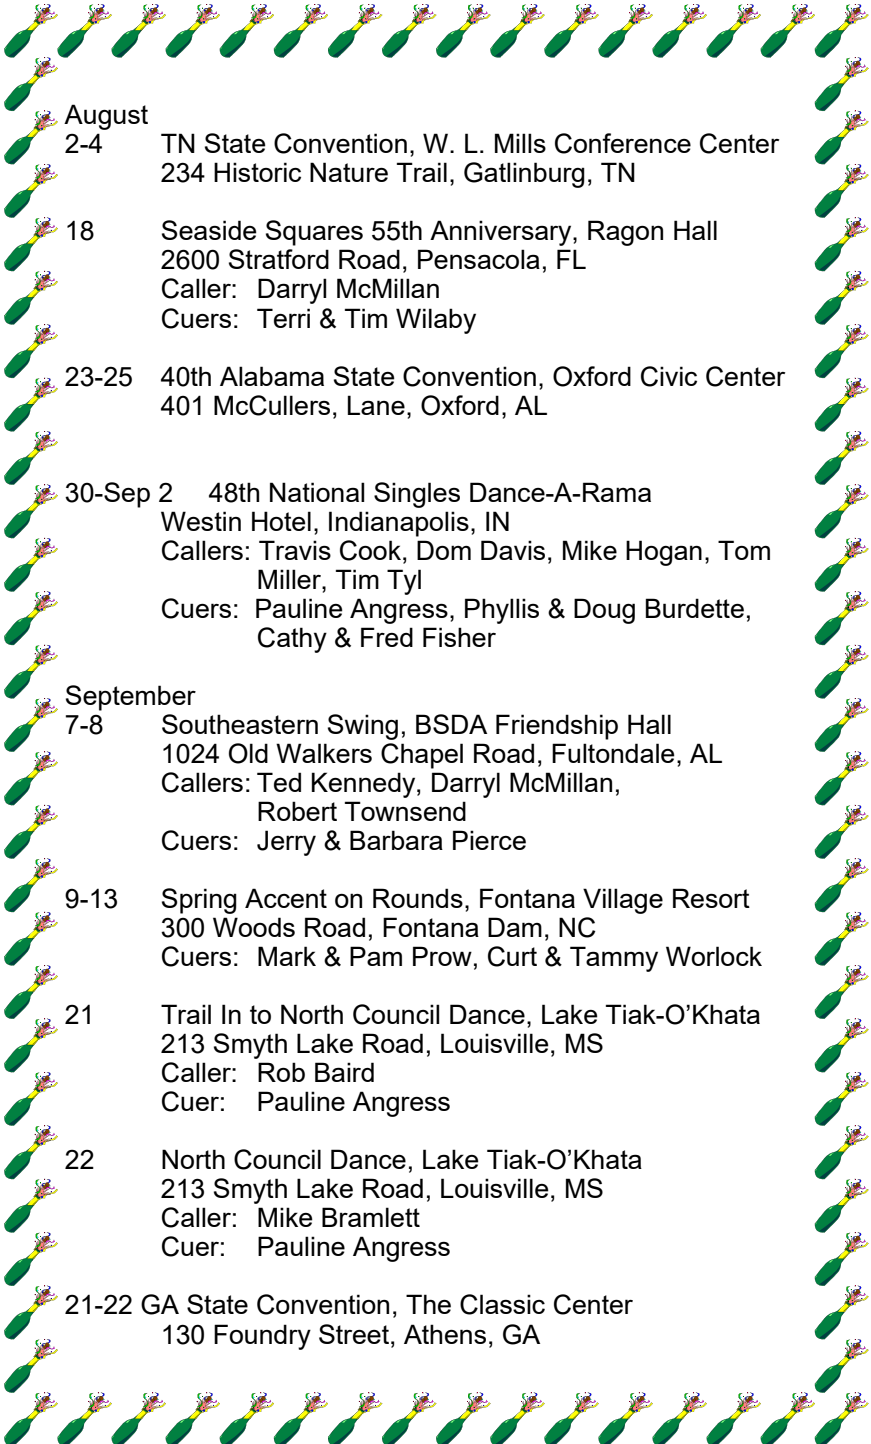 August
2-4 TN State Convention, W. L. Mills Conference Center
234 Historic Nature Trail, Gatlinburg, TN
18 Seaside Squares 55th Anniversary, Ragon Hall
2600 Stratford Road, Pensacola, FL
Caller: Darryl McMillan
Cuers: Terri & Tim Wilaby
23-25 40th Alabama State Convention, Oxford Civic Center
401 McCullers, Lane, Oxford, AL
30-Sep 2 48th National Singles Dance-A-Rama
Westin Hotel, Indianapolis, IN
Callers: Travis Cook, Dom Davis, Mike Hogan, Tom
Miller, Tim Tyl
Cuers: Pauline Angress, Phyllis & Doug Burdette,
Cathy & Fred Fisher
September
7-8 Southeastern Swing, BSDA Friendship Hall
1024 Old Walkers Chapel Road, Fultondale, AL
Callers: Ted Kennedy, Darryl McMillan,
Robert Townsend
Cuers: Jerry & Barbara Pierce
9-13 Spring Accent on Rounds, Fontana Village Resort
300 Woods Road, Fontana Dam, NC
Cuers: Mark & Pam Prow, Curt & Tammy Worlock
21 Trail In to North Council Dance, Lake Tiak-O’Khata
213 Smyth Lake Road, Louisville, MS
Caller: Rob Baird
Cuer: Pauline Angress
22 North Council Dance, Lake Tiak-O’Khata
213 Smyth Lake Road, Louisville, MS
Caller: Mike Bramlett
Cuer: Pauline Angress
21-22 GA State Convention, The Classic Center
130 Foundry Street, Athens, GA